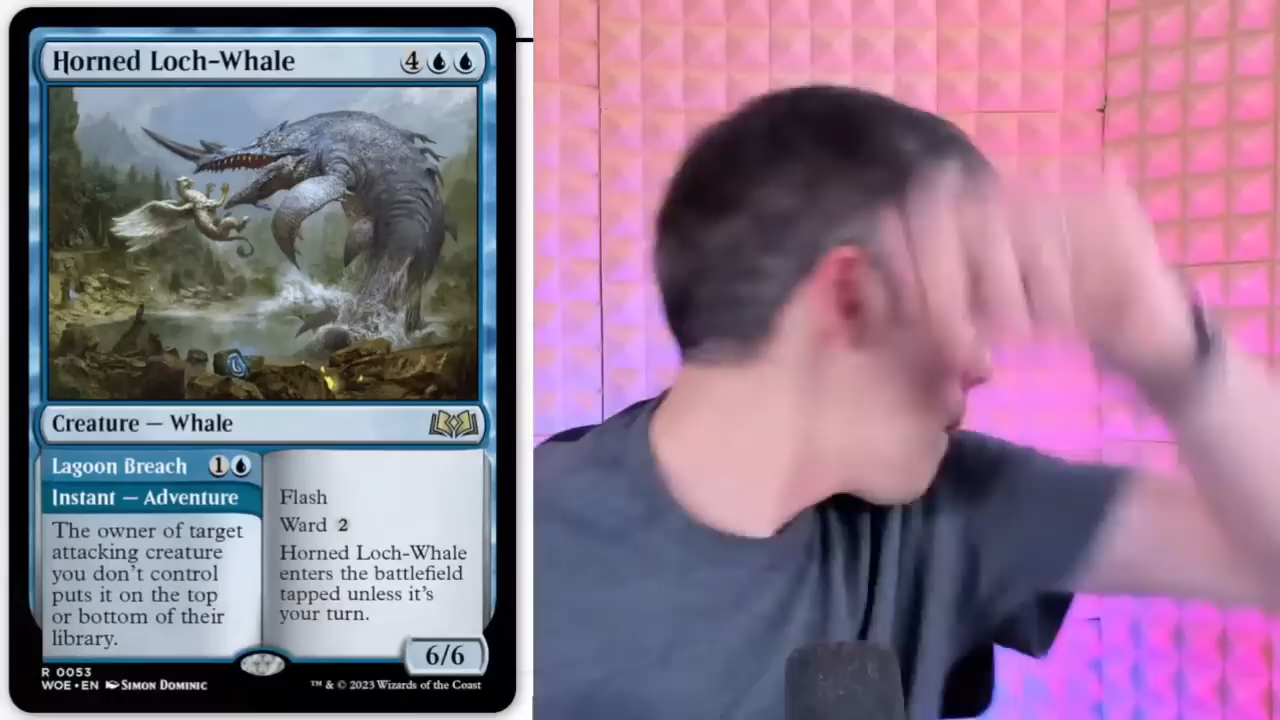 Horned Loch-Whale 4
Creature — Whale
Lagoon Breach 1
Instant — Adventure
The owner of target
attacking creature
you don't control
puts it on the top
or bottom of their
library.
Flash
Ward 2
Horned Loch-Whale
enters the battlefield
tapped unless it's
your turn.
6/6
R 0053
WOE • EN SIMON DOMINIC
™ & © 2023 Wizards of the Coast